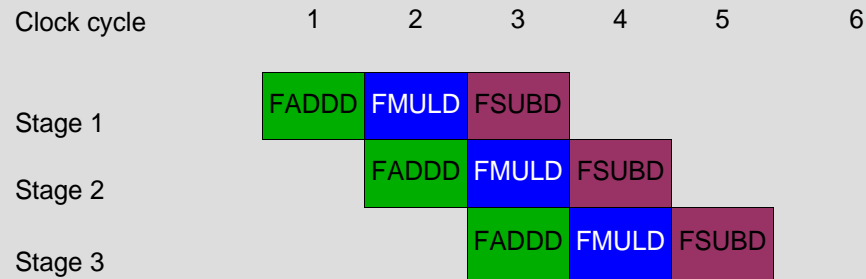 Clock cycle 1 2 3 4 5 6
FADDD FMULD FSUBD
Stage 1
FADDD FMULD FSUBD
Stage 2
FADDD FMULD FSUBD
Stage 3